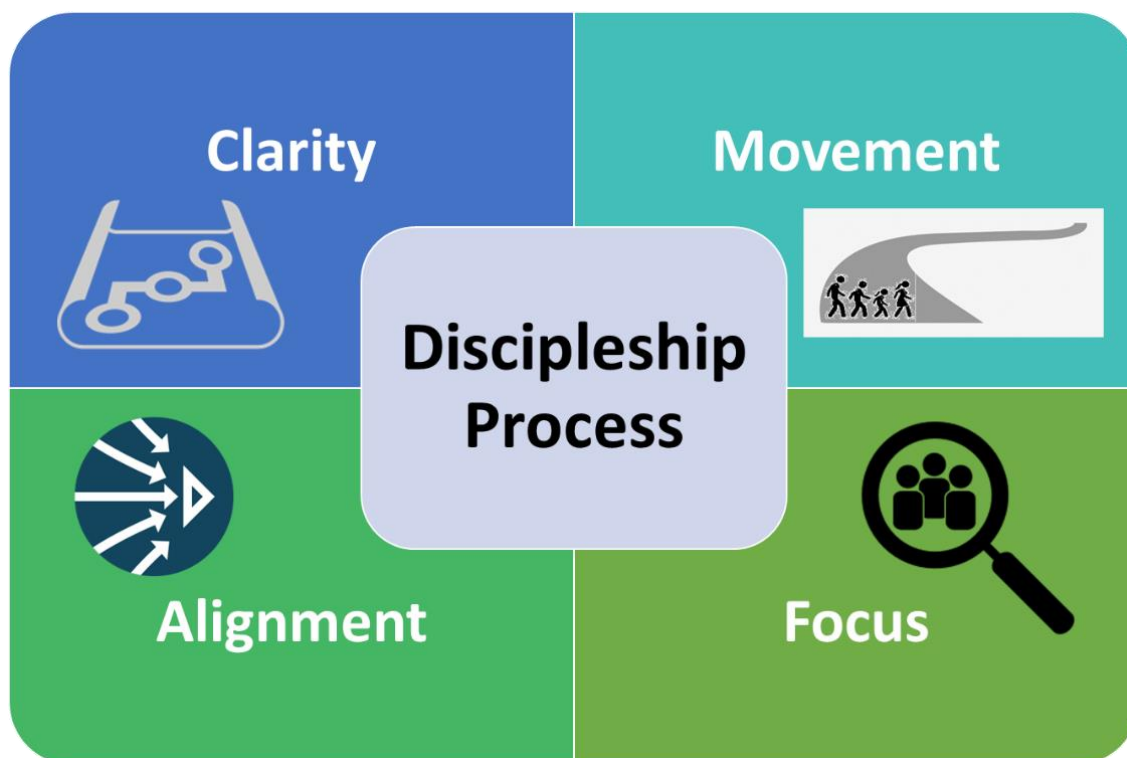 Clarity
Movement
Discipleship
Process
Alignment
Focus